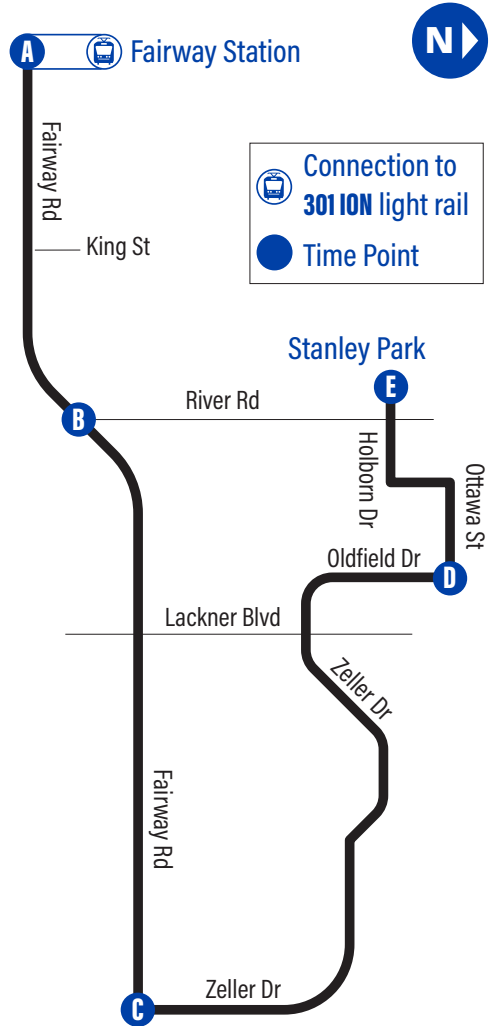 N
A
Fairway Station
Fairway Rd
King St
Connection to
301 ION light rail
Time Point
Stanley Park
E
B
River Rd
Holborn Dr
Ottawa St
Oldfield Dr
D
Lackner Blvd
Zeller Dr
Fairway Rd
Zeller Dr
C